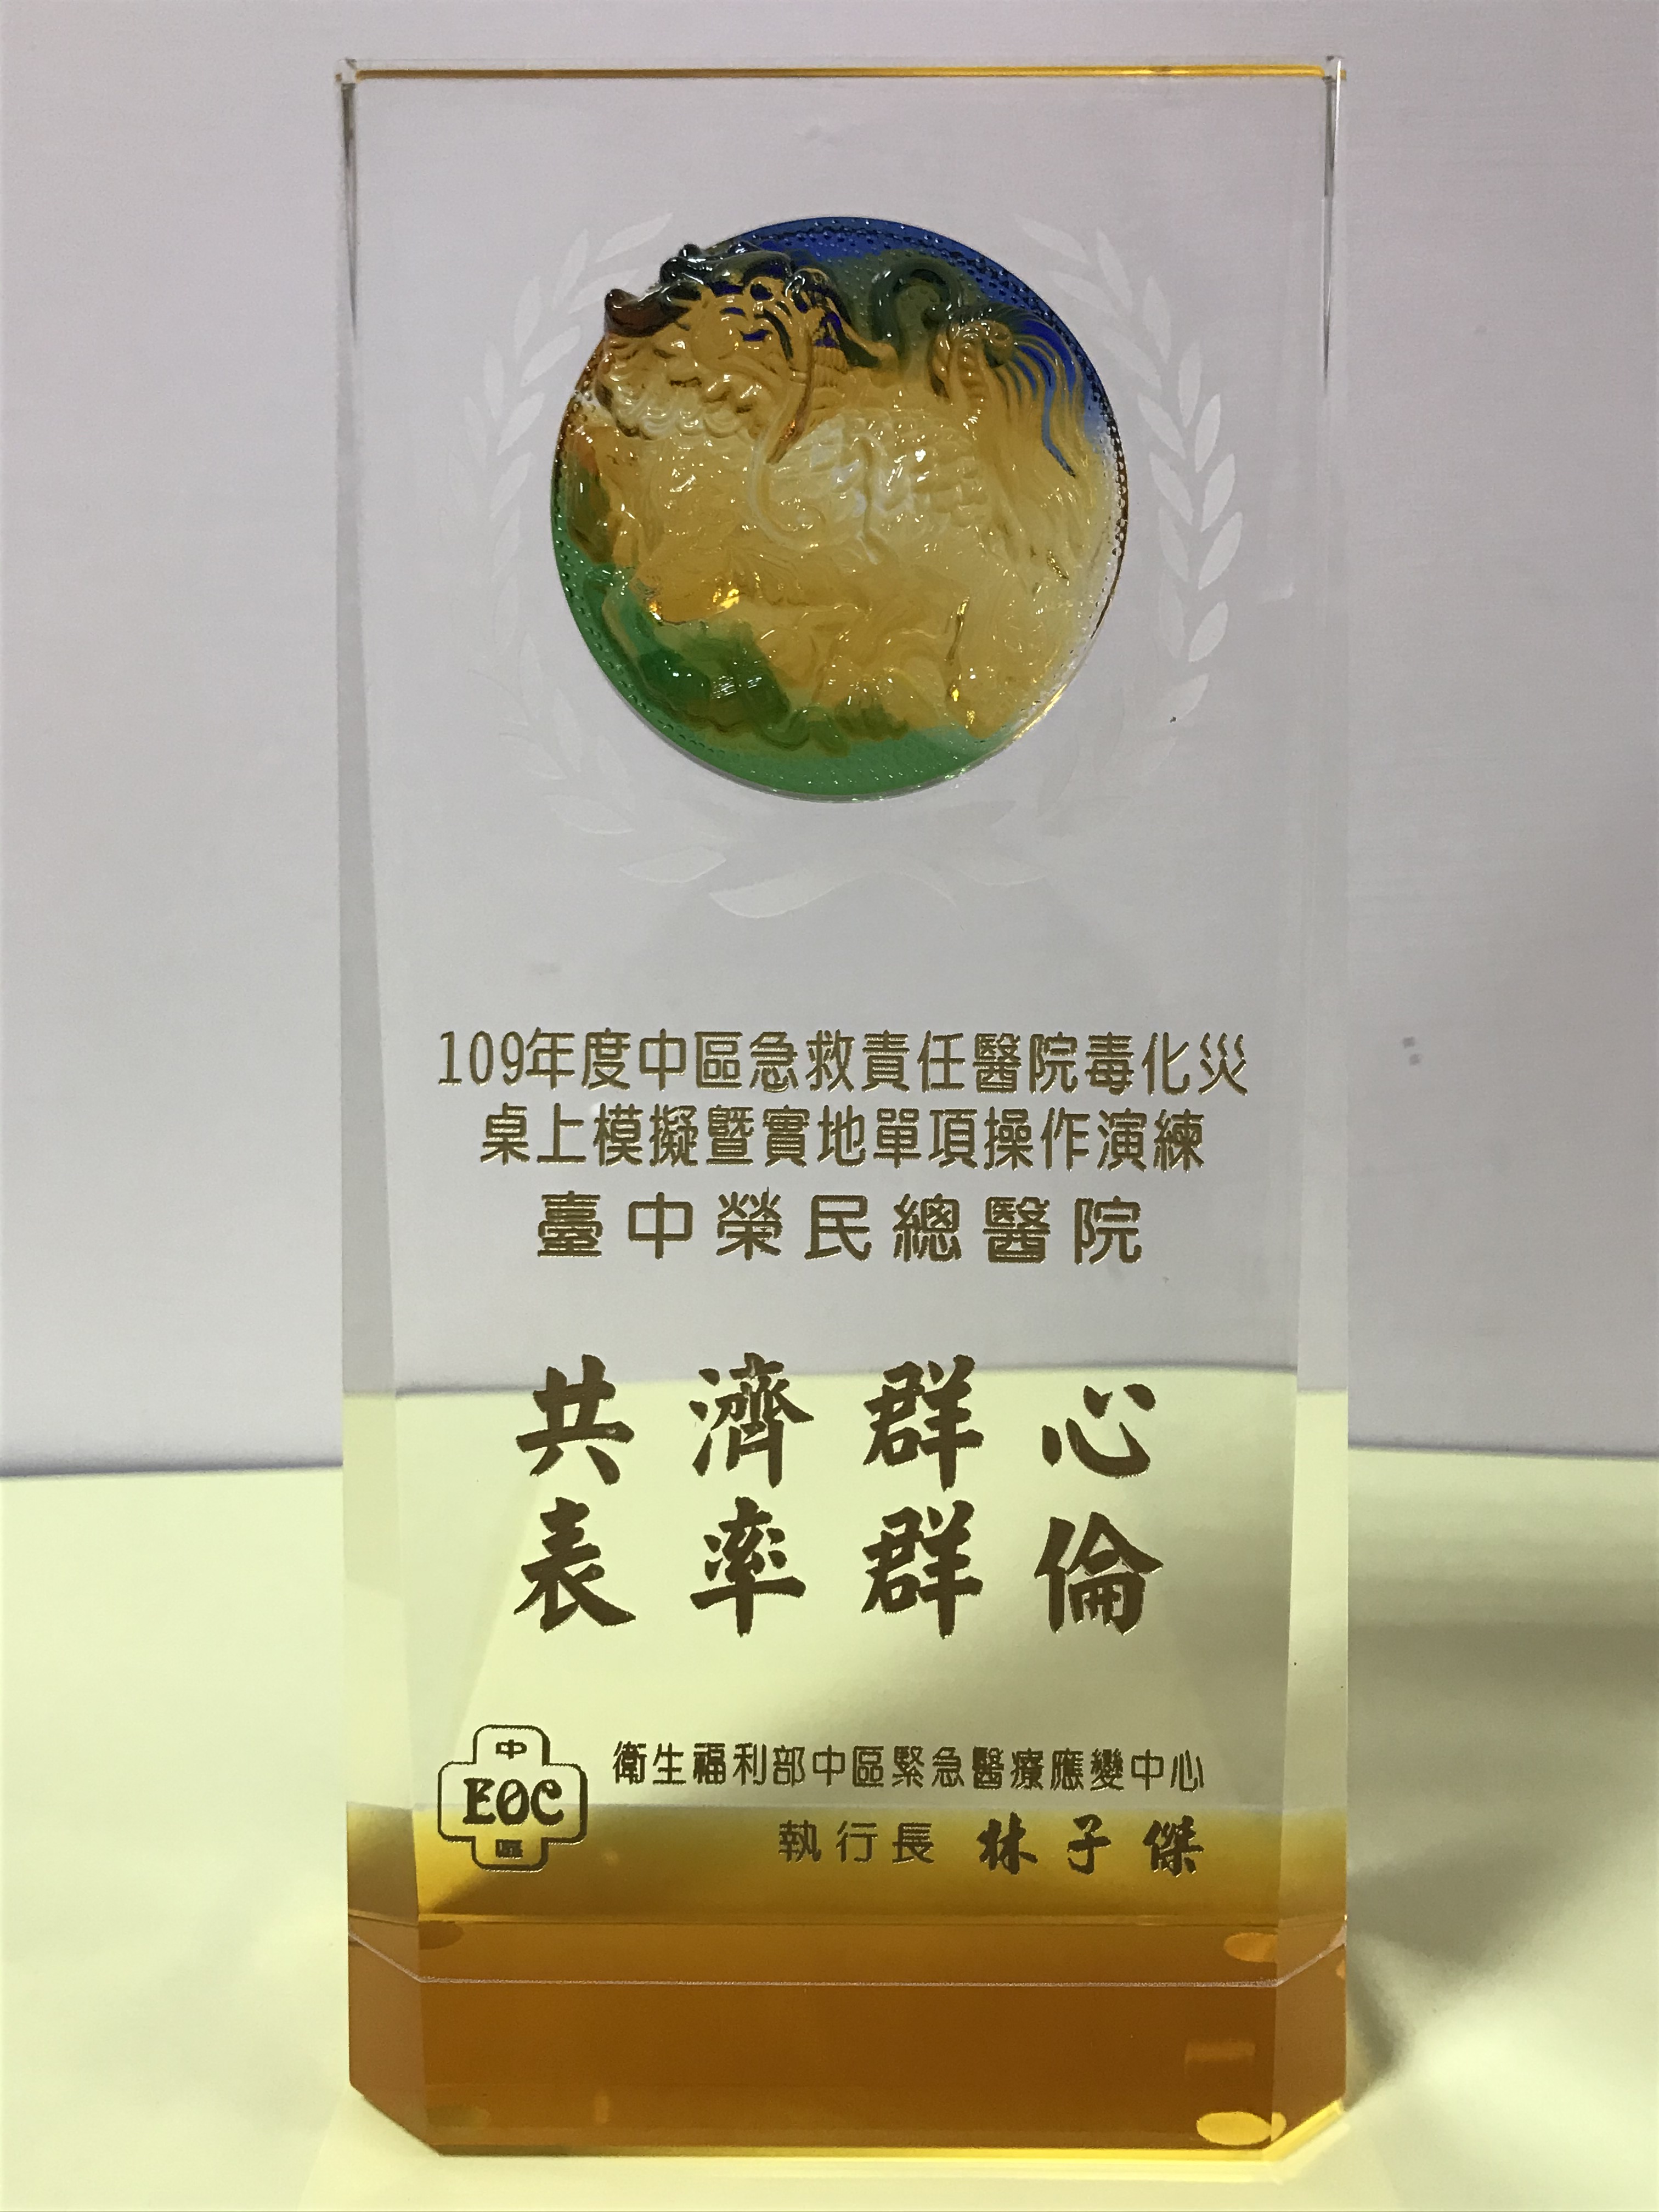 109年度中區急救責任醫院毒化災
桌上模擬暨實地單項操作演練
臺中榮民總醫院
共濟群心
表率群倫
中
EOC
區
衛生福利部中區緊急醫療應變中心
執行長 林子傑